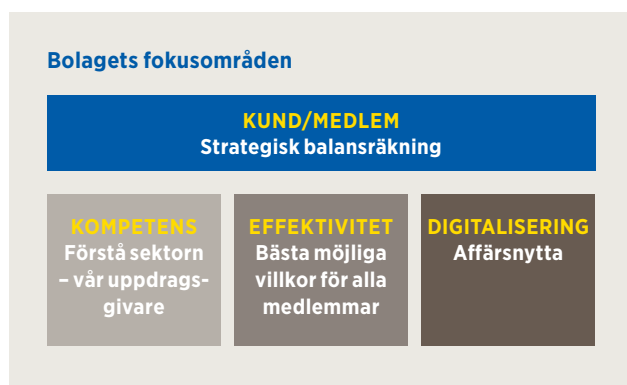 Bolagets fokusområden
KUND/MEDLEM
Strategisk balansräkning
KOMPETENS
Förstå sektorn
– vår uppdrags-
givare
EFFEKTIVITET
Bästa möjliga
villkor för alla
medlemmar
DIGITALISERING
Affärsnytta